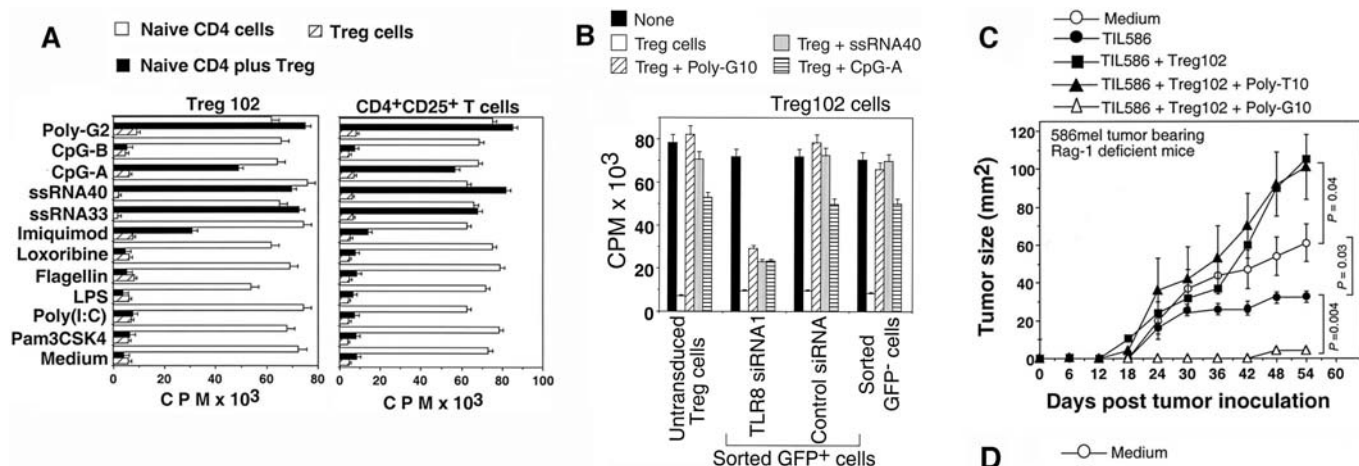 A
Naive CD4 cells
Treg cells
Naive CD4 plus Treg
Treg 102
CD4+CD25+ T cells
Poly-G2
CpG-B
CpG-A
ssRNA40
ssRNA33
Imiquimod
Loxoribine
Flagellin
LPS
Poly(I:C)
Pam3CSK4
Medium
0 20 40 60 80
0 20 40 60 80 100
C P M x 10³
C P M x 10³
B
None
Treg cells
Treg + ssRNA40
Treg + Poly-G10
Treg + CpG-A
Treg102 cells
CPM x 10³
80
60
40
20
0
Untransduced
Treg cells
TLR8 siRNA1
Control siRNA
Sorted
GFP- cells
Sorted GFP+ cells
C
Medium
TIL586
TIL586 + Treg102
TIL586 + Treg102 + Poly-T10
TIL586 + Treg102 + Poly-G10
586mel tumor bearing
Rag-1 deficient mice
Tumor size (mm2)
120
100
80
60
40
20
0
P = 0.04
P = 0.03
P =0.004
0 6 12 18 24 30 36 42 48 54 60
Days post tumor inoculation
D
Medium